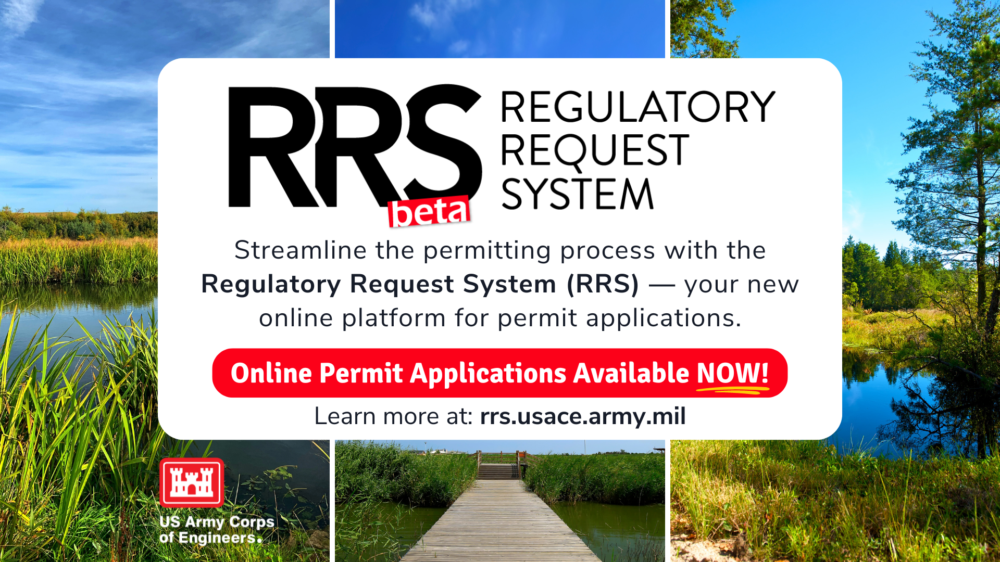 RRS
beta
REGULATORY
REQUEST
SYSTEM
Streamline the permitting process with the
Regulatory Request System (RRS) — your new
online platform for permit applications.
Online Permit Applications Available NOW!
Learn more at: rrs.usace.army.mil
US Army Corps
of Engineers.